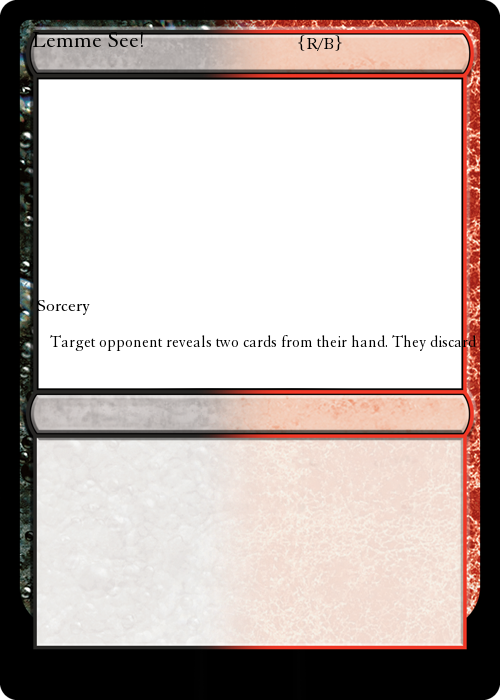 Lemme See! {R/B}
Sorcery
Target opponent reveals two cards from their hand. They discard